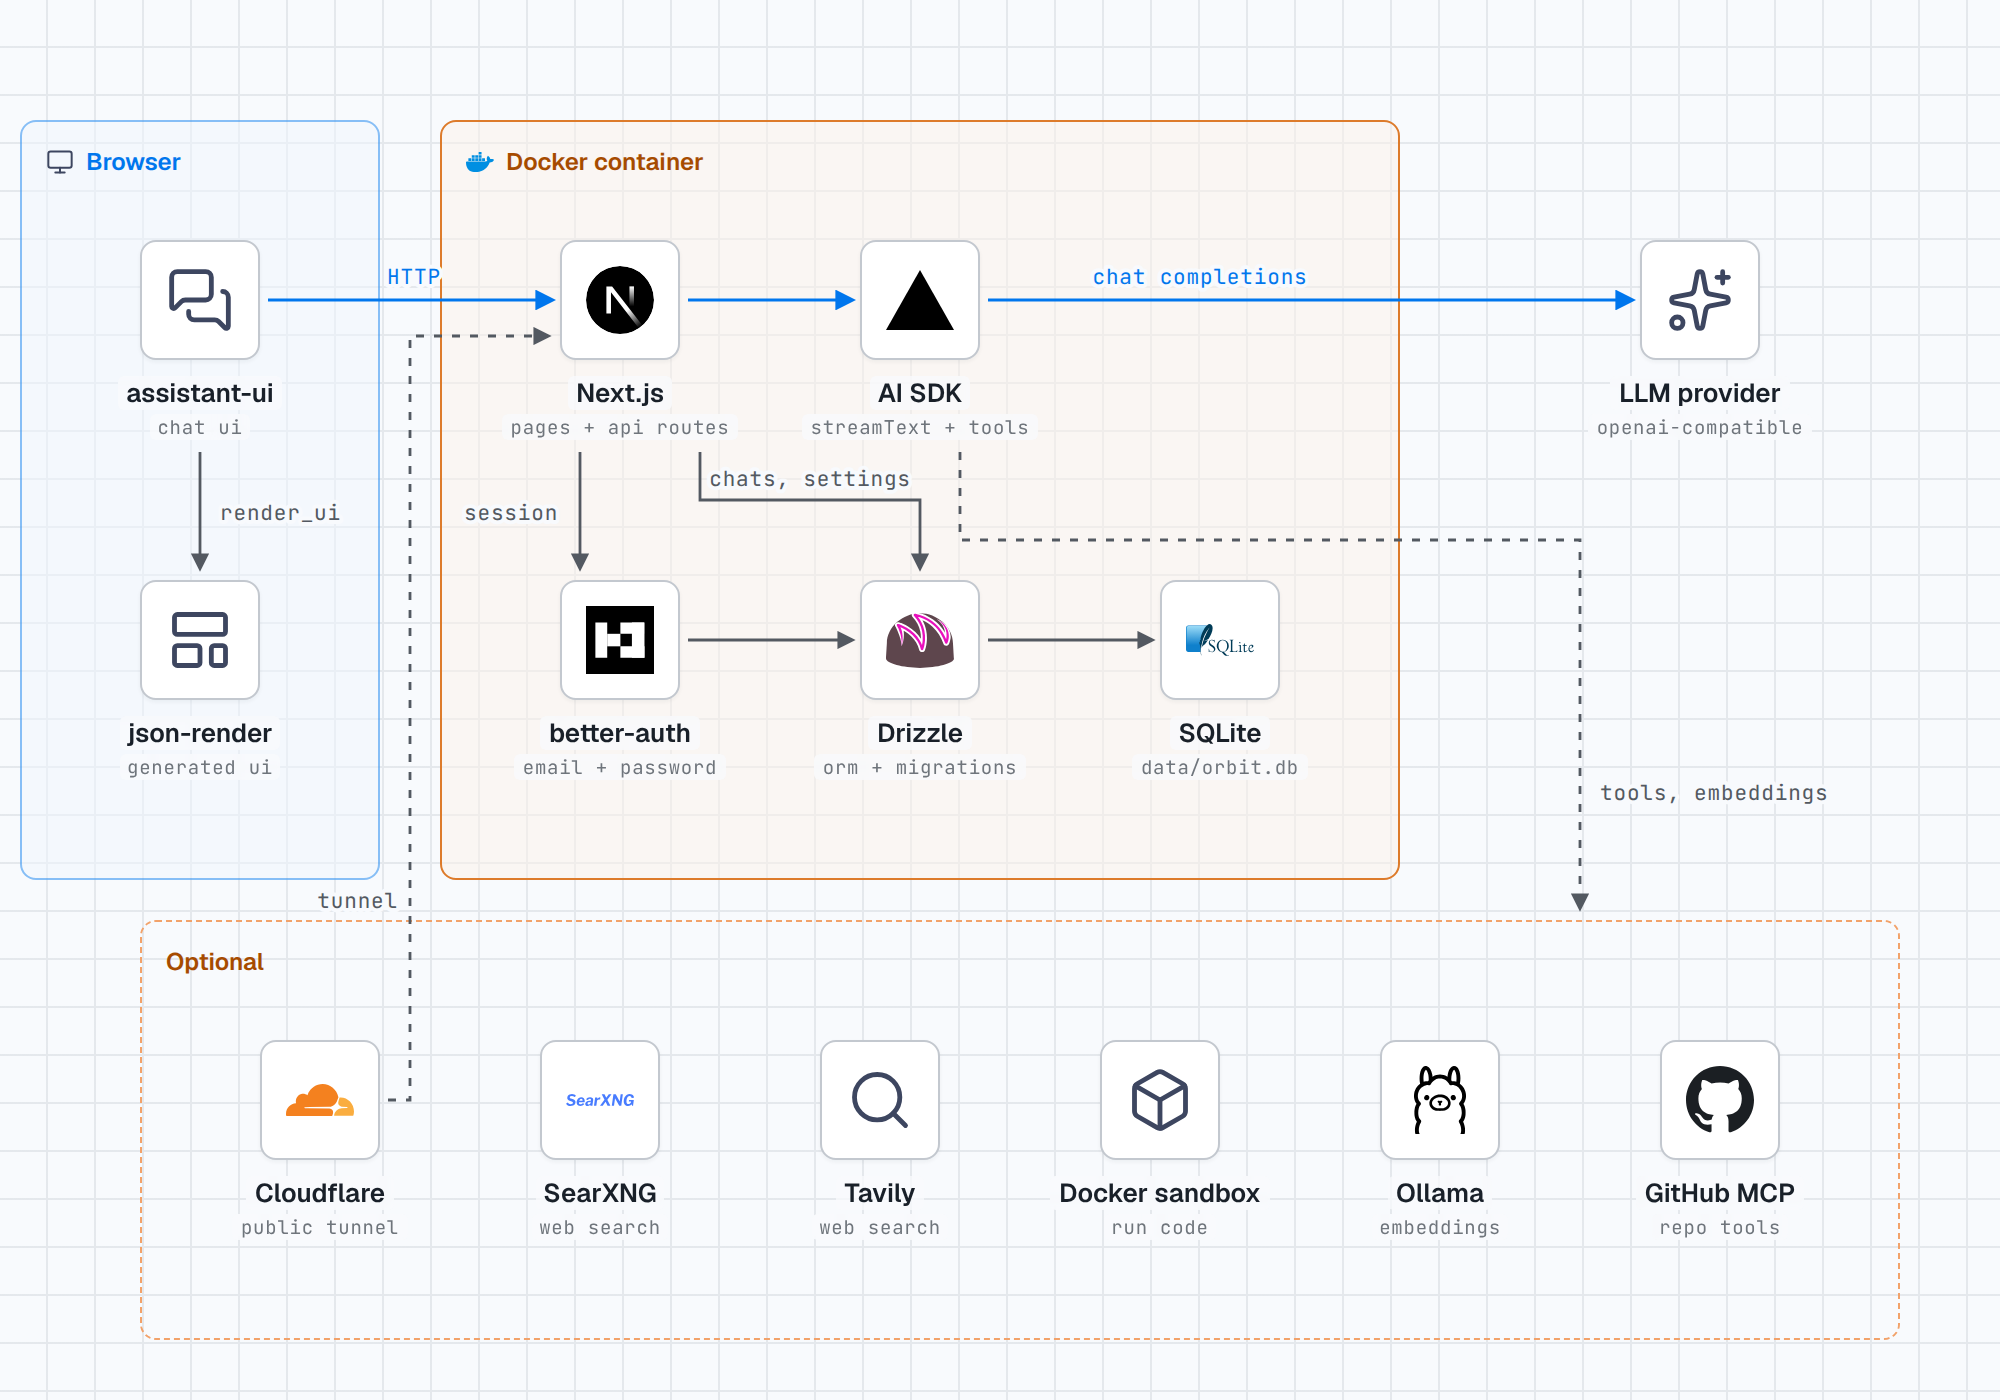 Browser
Docker container
HTTP
chat completions
assistant-ui
chat ui
Next.js
pages + api routes
AI SDK
streamText + tools
LLM provider
openai-compatible
render_ui
session
chats, settings
SQLite
json-render
generated ui
better-auth
email + password
Drizzle
orm + migrations
SQLite
data/orbit.db
tools, embeddings
tunnel
Optional
SearXNG
Cloudflare
public tunnel
SearXNG
web search
Tavily
web search
Docker sandbox
run code
Ollama
embeddings
GitHub MCP
repo tools